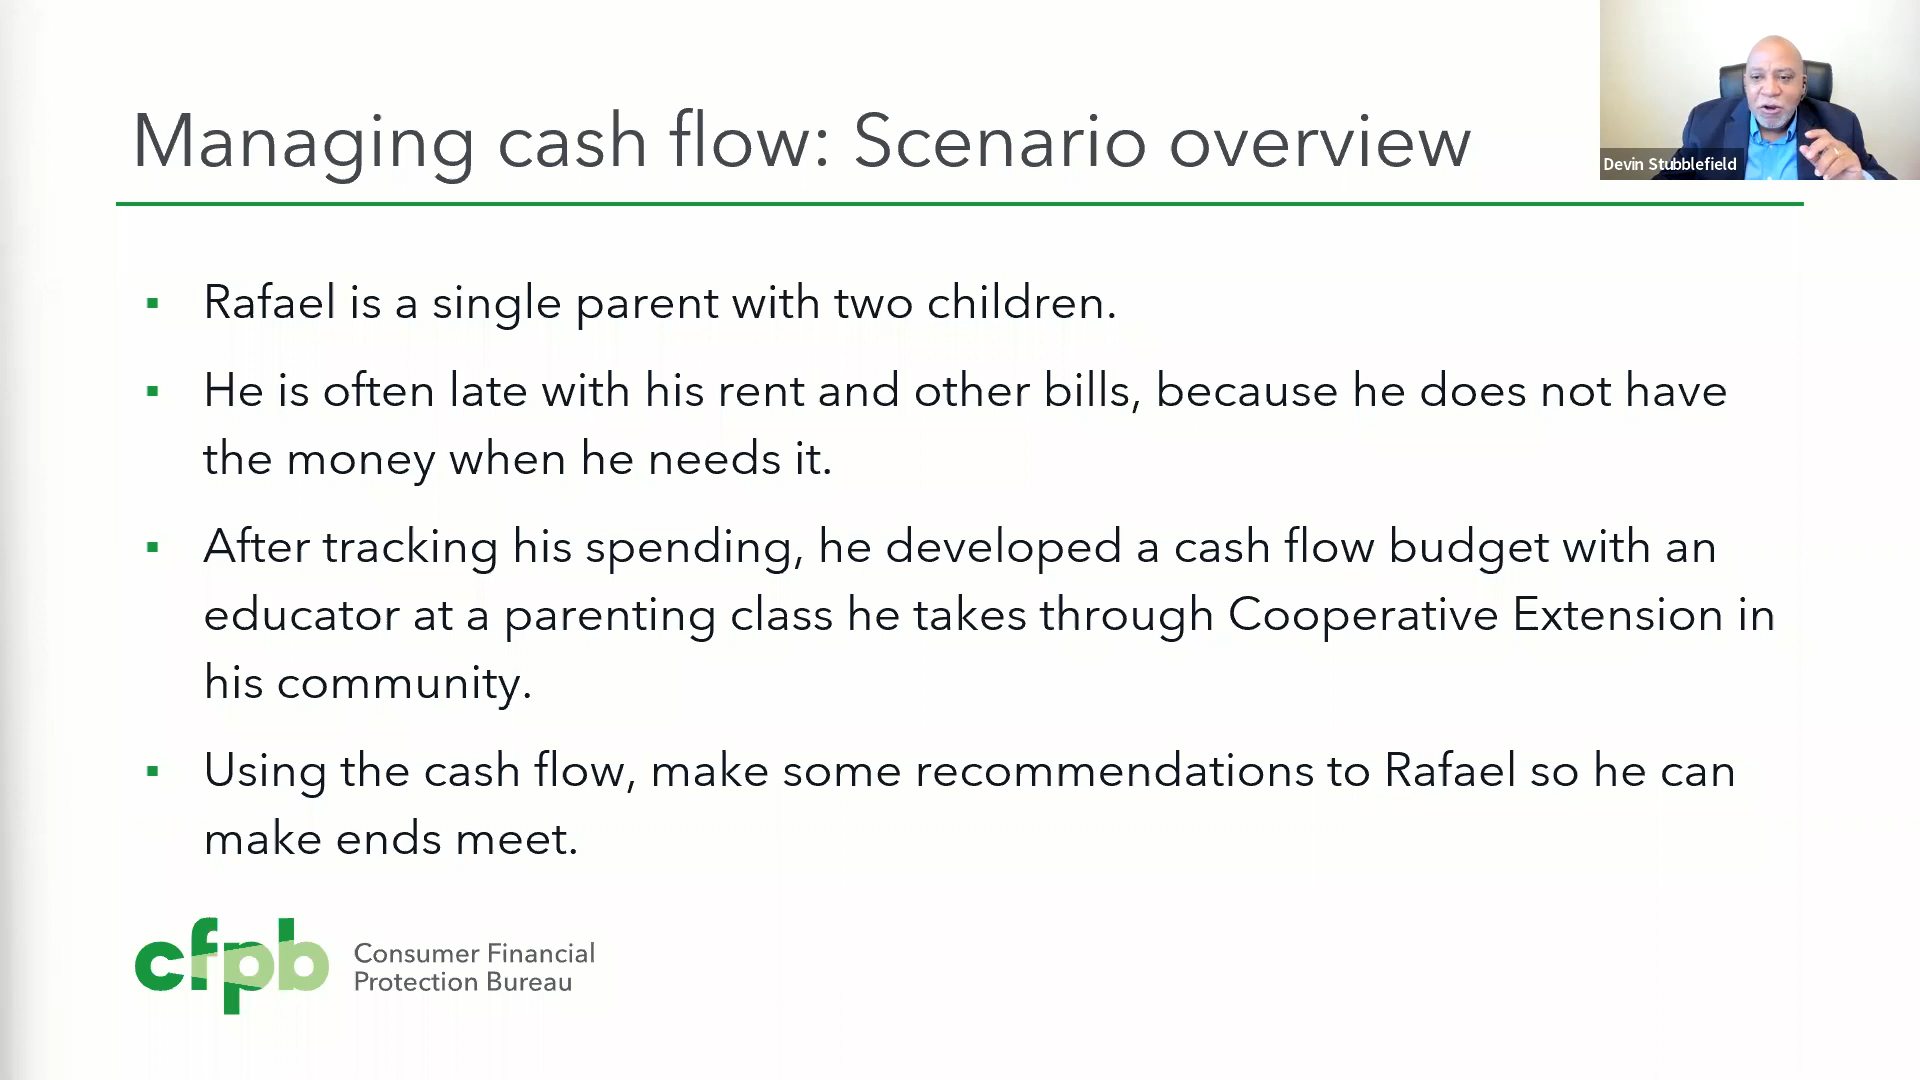 Managing cash flow: Scenario overview
Devin Stubblefield
▪ Rafael is a single parent with two children.
▪ He is often late with his rent and other bills, because he does not have
the money when he needs it.
▪ After tracking his spending, he developed a cash flow budget with an
educator at a parenting class he takes through Cooperative Extension in
his community.
▪ Using the cash flow, make some recommendations to Rafael so he can
make ends meet.
cfpb
Consumer Financial
Protection Bureau